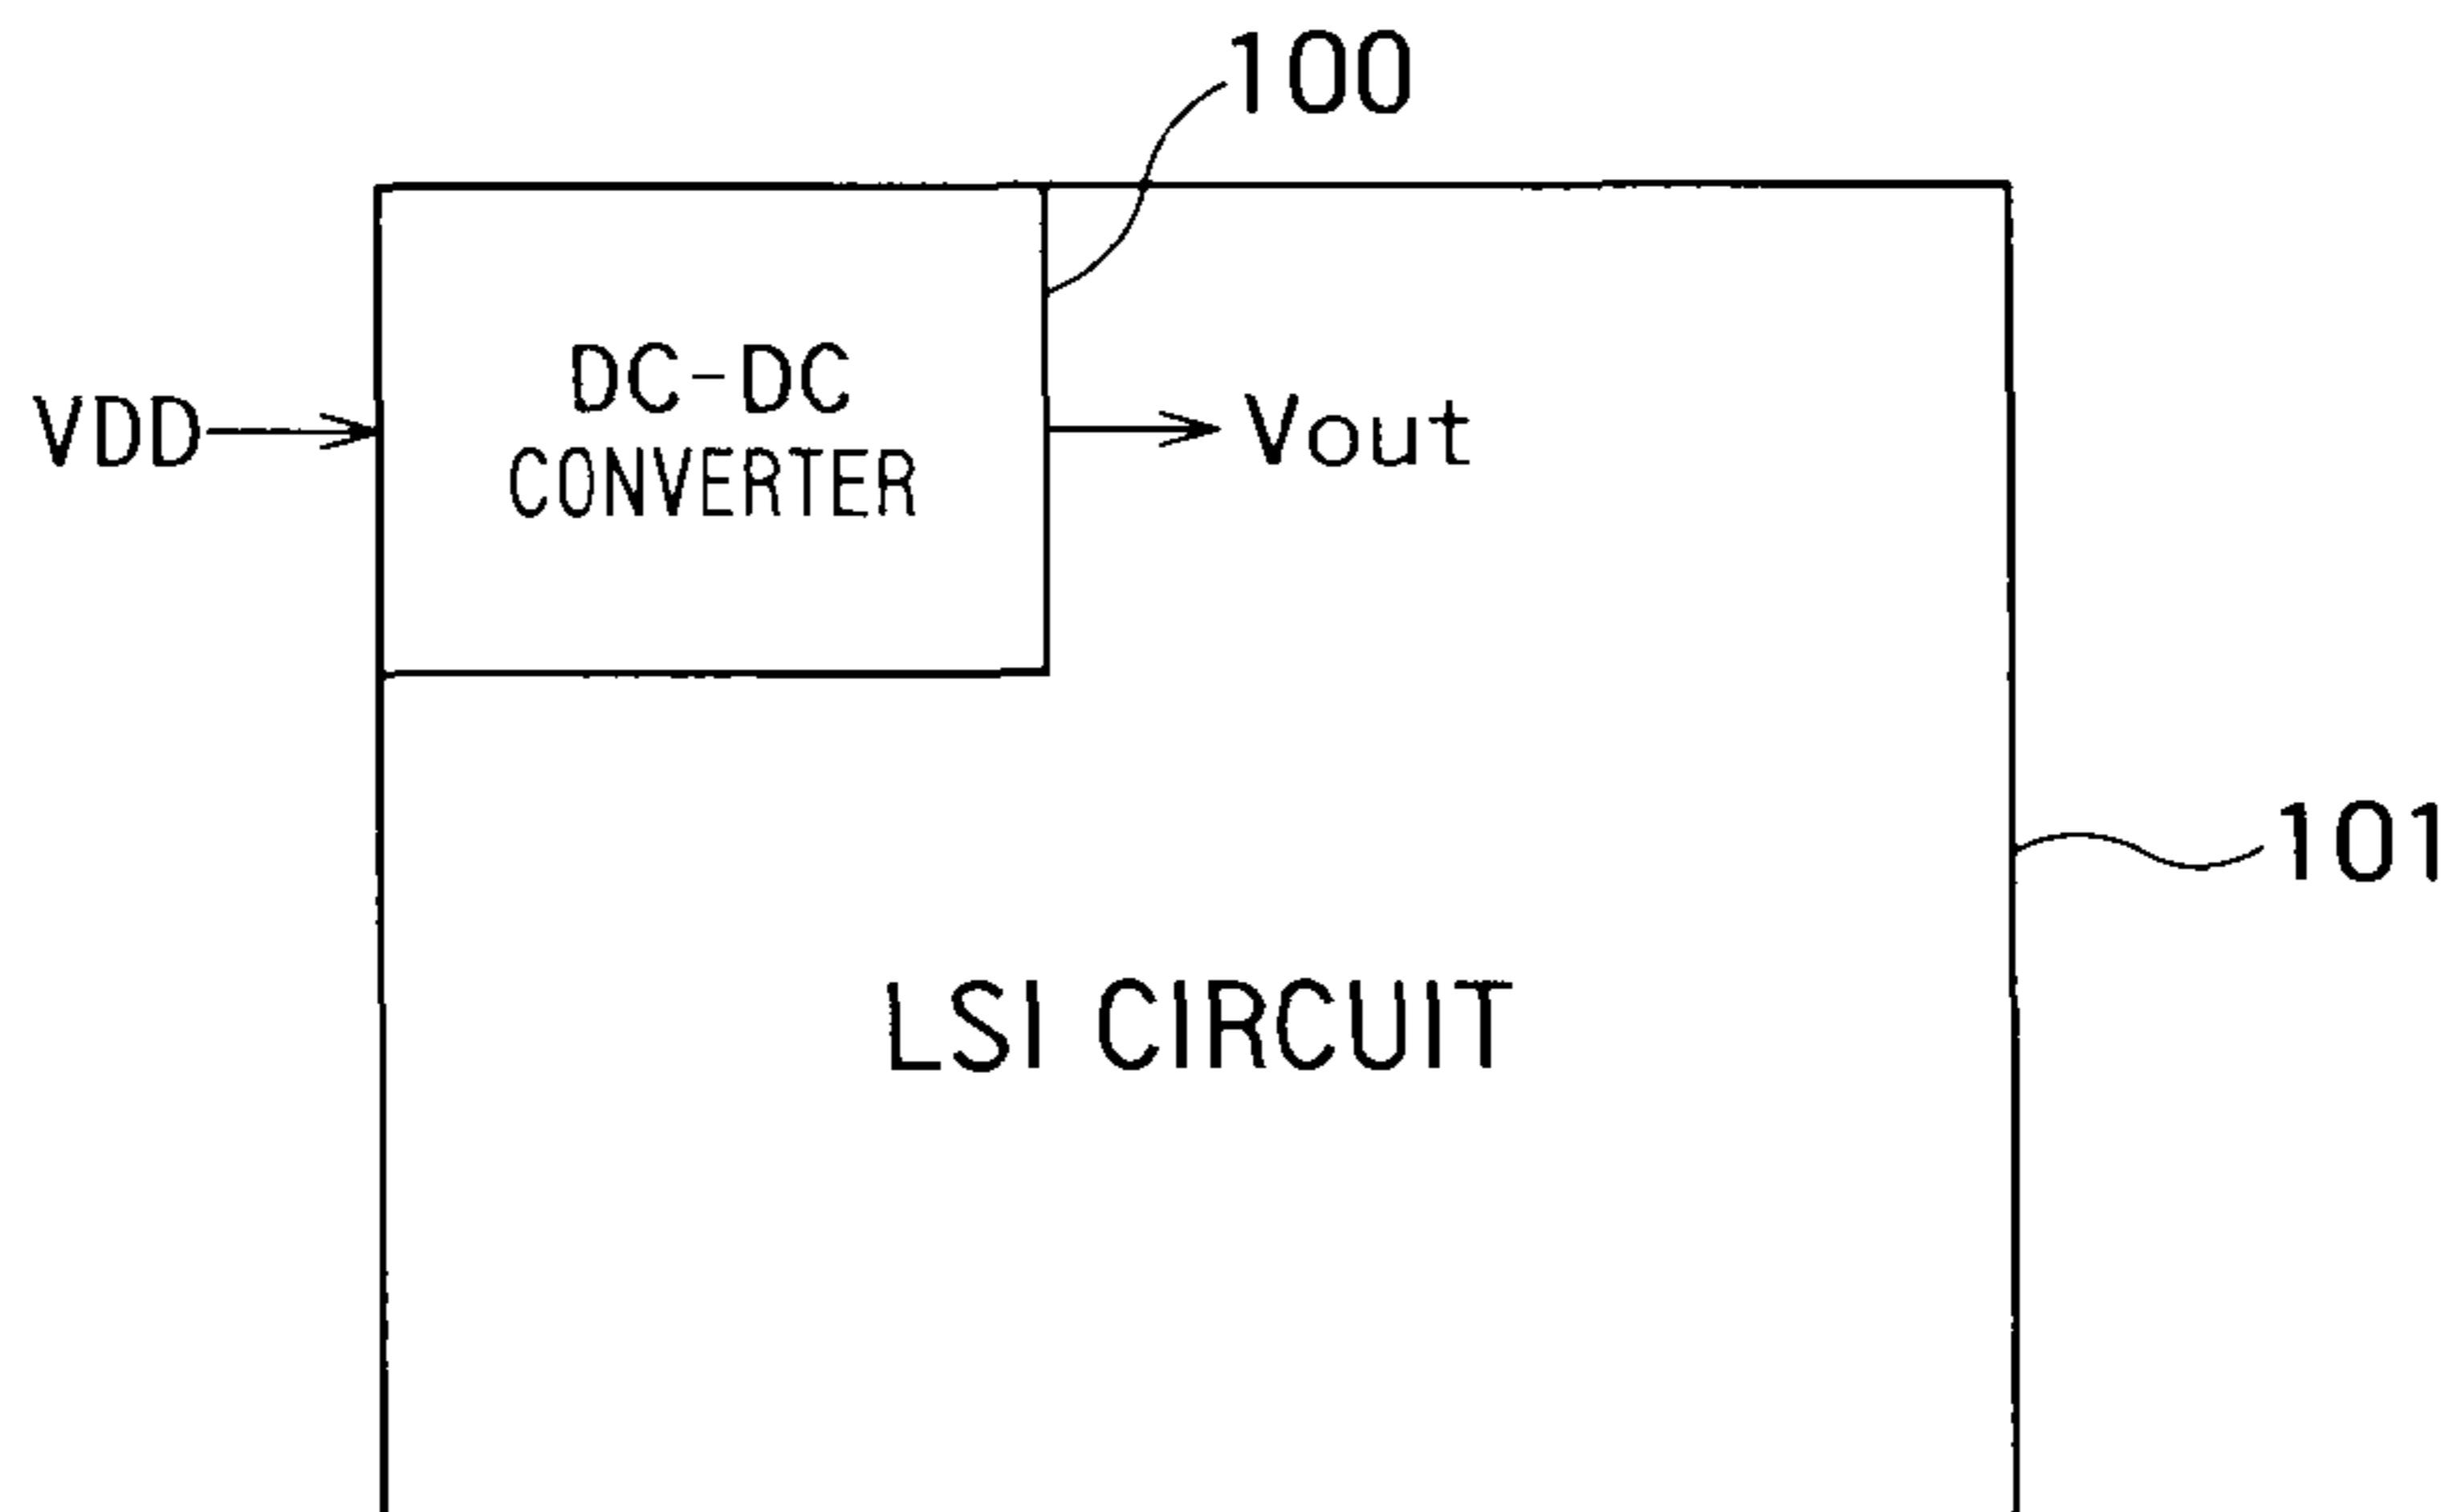 100
DC-DC
VDD
Vout
CONVERTER
101
LSI CIRCUIT